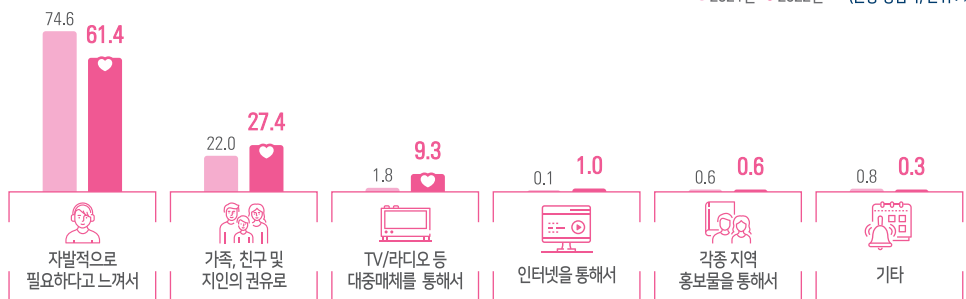 74.6
61.4
22.0
27.4
1.8
9.3
0.1
1.0
0.6
0.6
0.8
0.3
자발적으로
필요하다고 느껴서
가족, 친구 및
지인의 권유로
TV/라디오 등
대중매체를 통해서
인터넷을 통해서
각종 지역
홍보물을 통해서
기타